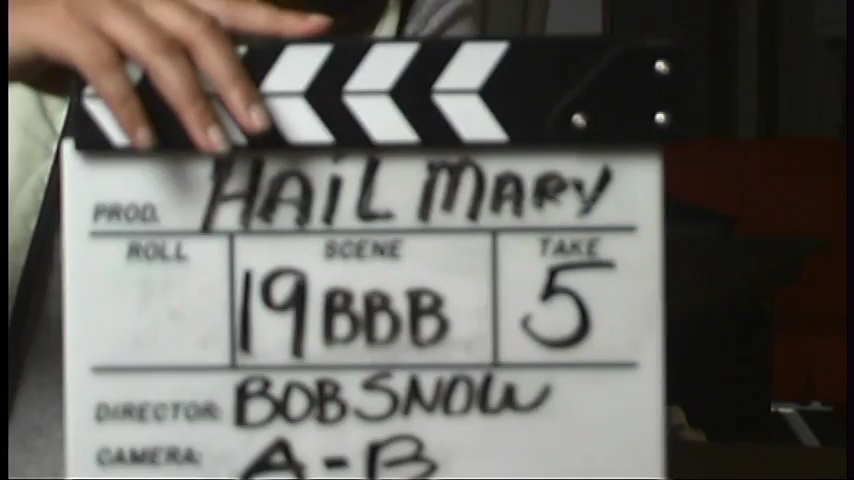 PROD. HAIL MARY
ROLL SCENE TAKE
19BBB 5
DIRECTOR: BOB SNOW
CAMERA: A-B